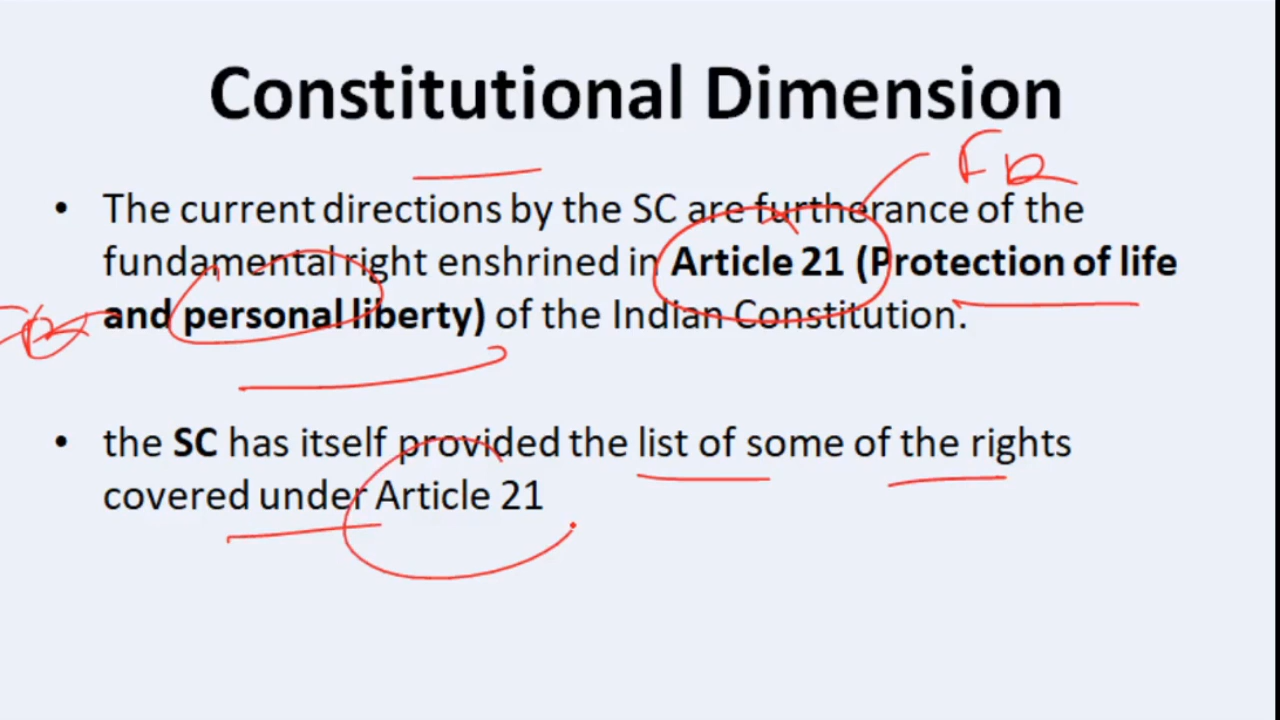 Constitutional Dimension
FR
• The current directions by the SC are furtherance of the
fundamental right enshrined in Article 21 (Protection of life
and personal liberty) of the Indian Constitution.
• the SC has itself provided the list of some of the rights
covered under Article 21